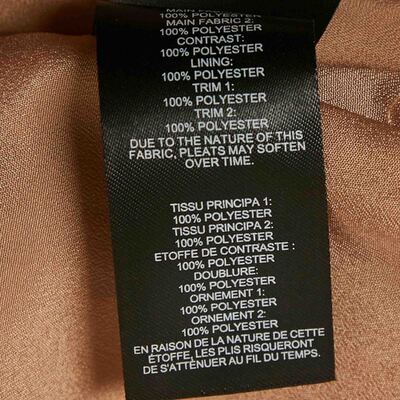 MAIN FABRIC 1:
100% POLYESTER
MAIN FABRIC 2:
100% POLYESTER
CONTRAST:
100% POLYESTER
LINING:
100% POLYESTER
TRIM 1:
100% POLYESTER
TRIM 2:
100% POLYESTER
DUE TO THE NATURE OF THIS
FABRIC, PLEATS MAY SOFTEN
OVER TIME.
TISSU PRINCIPA 1:
100% POLYESTER
TISSU PRINCIPA 2:
100% POLYESTER
ETOFFE DE CONTRASTE :
100% POLYESTER
DOUBLURE:
100% POLYESTER
ORNEMENT 1:
100% POLYESTER
ORNEMENT 2:
100% POLYESTER
EN RAISON DE LA NATURE DE CETTE
ÉTOFFE, LES PLIS RISQUERONT
DE S'ATTÉNUER AU FIL DU TEMPS.